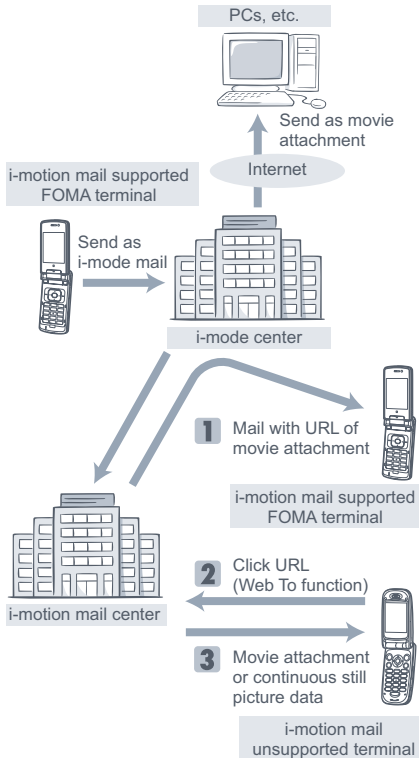 PCs, etc.
Send as movie
attachment
Internet
i-motion mail supported
FOMA terminal
Send as
i-mode mail
i-mode center
1 Mail with URL of
movie attachment
i-motion mail supported
FOMA terminal
i-motion mail center
2 Click URL
(Web To function)
3 Movie attachment
or continuous still
picture data
i-motion mail
unsupported terminal